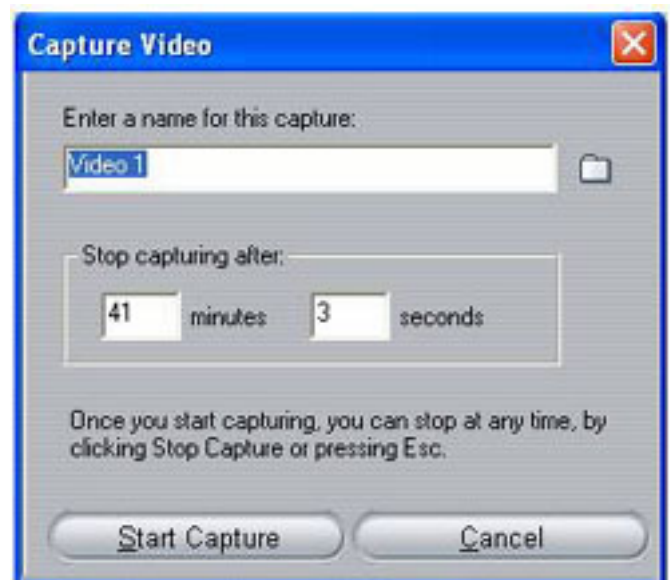 Capture Video
Enter a name for this capture:
Video 1
Stop capturing after:
41 minutes 3 seconds
Once you start capturing, you can stop at any time, by
clicking Stop Capture or pressing Esc.
Start Capture Cancel